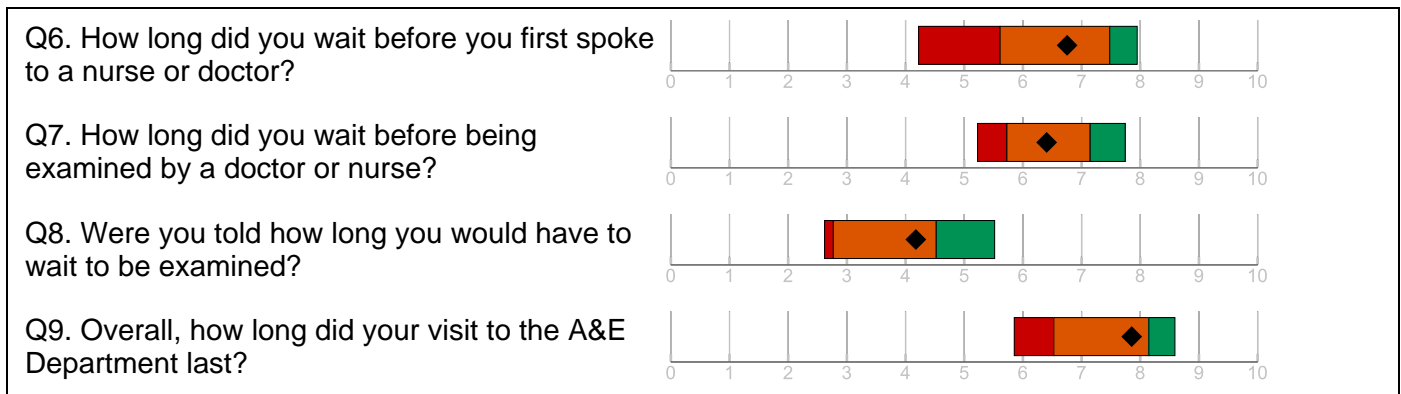 Q6. How long did you wait before you first spoke
to a nurse or doctor?
0 1 2 3 4 5 6 7 8 9 10
Q7. How long did you wait before being
examined by a doctor or nurse?
0 1 2 3 4 5 6 7 8 9 10
Q8. Were you told how long you would have to
wait to be examined?
0 1 2 3 4 5 6 7 8 9 10
Q9. Overall, how long did your visit to the A&E
Department last?
0 1 2 3 4 5 6 7 8 9 10